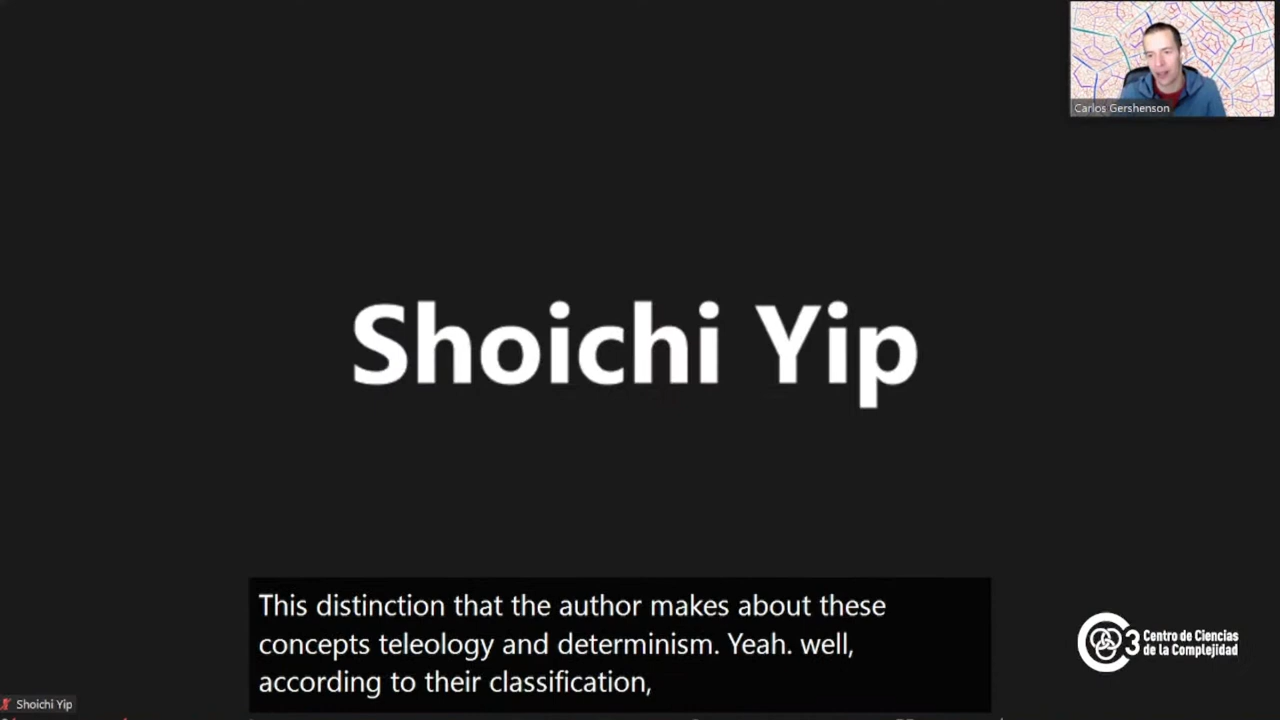 Carlos Gershenson
Shoichi Yip
This distinction that the author makes about these
concepts teleology and determinism. Yeah. well,
according to their classification,
3 Centro de Ciencias
de la Complejidad
Shoichi Yip